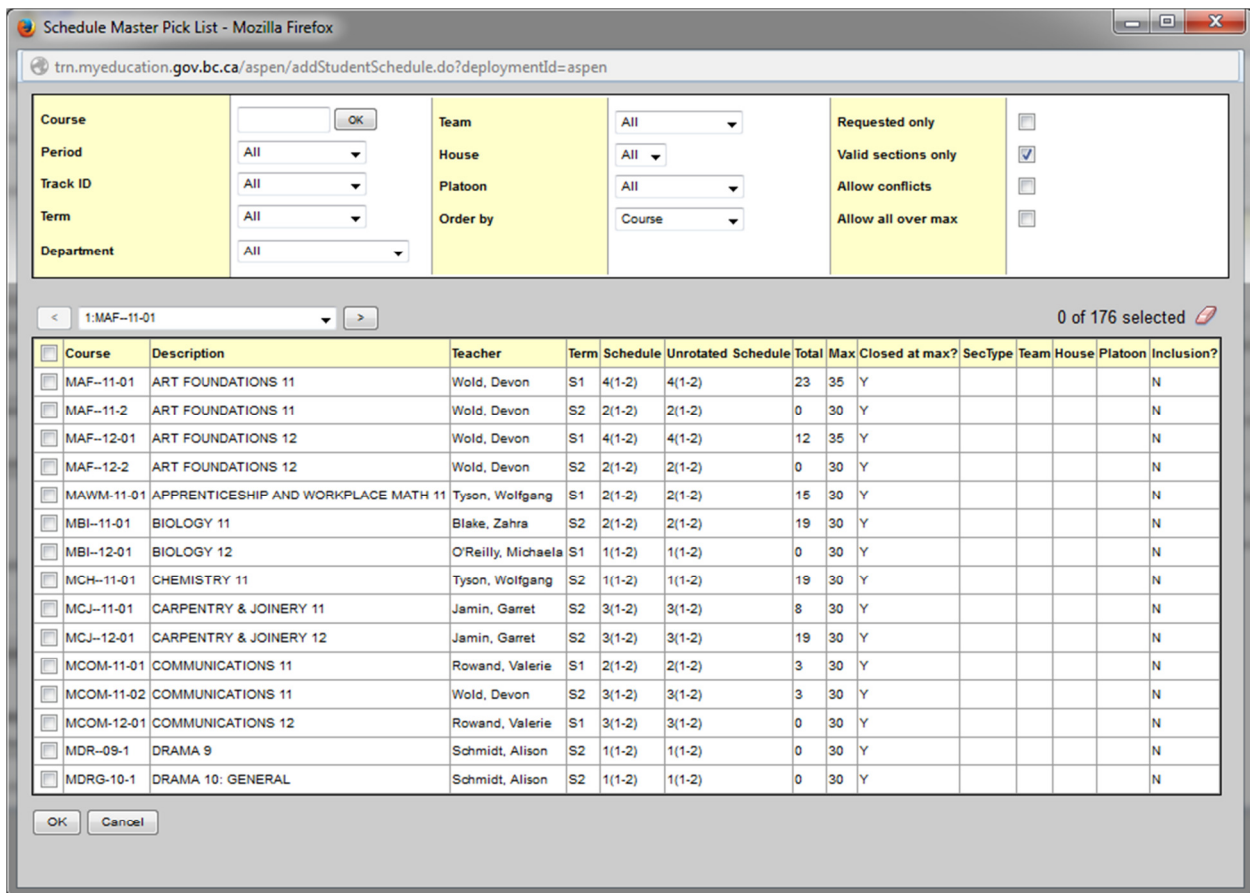 Schedule Master Pick List - Mozilla Firefox
trn.myeducation.gov.bc.ca/aspen/addStudentSchedule.do?deploymentId=aspen
Course OK Team All Requested only
Period All House All Valid sections only
Track ID All Platoon All Allow conflicts
Term All Order by Course Allow all over max
Department All
< 1:MAF--11-01 > 0 of 176 selected
Course Description Teacher Term Schedule Unrotated Schedule Total Max Closed at max? SecType Team House Platoon Inclusion?
MAF--11-01 ART FOUNDATIONS 11 Wold, Devon S1 4(1-2) 4(1-2) 23 35 Y N
MAF--11-2 ART FOUNDATIONS 11 Wold, Devon S2 2(1-2) 2(1-2) 0 30 Y N
MAF--12-01 ART FOUNDATIONS 12 Wold, Devon S1 4(1-2) 4(1-2) 12 35 Y N
MAF--12-2 ART FOUNDATIONS 12 Wold, Devon S2 2(1-2) 2(1-2) 0 30 Y N
MAWM-11-01 APPRENTICESHIP AND WORKPLACE MATH 11 Tyson, Wolfgang S1 2(1-2) 2(1-2) 15 30 Y N
MBI--11-01 BIOLOGY 11 Blake, Zahra S2 2(1-2) 2(1-2) 19 30 Y N
MBI--12-01 BIOLOGY 12 O'Reilly, Michaela S1 1(1-2) 1(1-2) 0 30 Y N
MCH--11-01 CHEMISTRY 11 Tyson, Wolfgang S2 1(1-2) 1(1-2) 19 30 Y N
MCJ--11-01 CARPENTRY & JOINERY 11 Jamin, Garret S2 3(1-2) 3(1-2) 8 30 Y N
MCJ--12-01 CARPENTRY & JOINERY 12 Jamin, Garret S2 3(1-2) 3(1-2) 19 30 Y N
MCOM-11-01 COMMUNICATIONS 11 Rowand, Valerie S1 2(1-2) 2(1-2) 3 30 Y N
MCOM-11-02 COMMUNICATIONS 11 Wold, Devon S2 3(1-2) 3(1-2) 3 30 Y N
MCOM-12-01 COMMUNICATIONS 12 Rowand, Valerie S1 3(1-2) 3(1-2) 0 30 Y N
MDR--09-1 DRAMA 9 Schmidt, Alison S2 1(1-2) 1(1-2) 0 30 Y N
MDRG-10-1 DRAMA 10: GENERAL Schmidt, Alison S2 1(1-2) 1(1-2) 0 30 Y N
OK Cancel